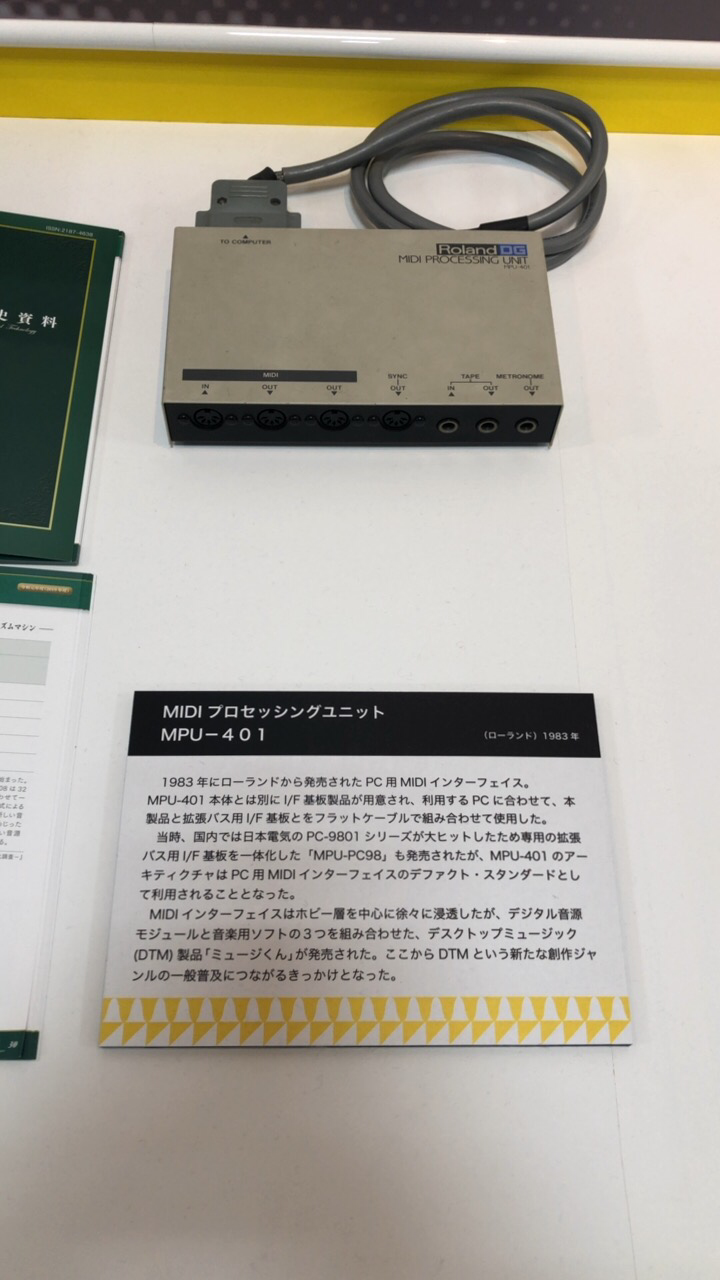 ISSN:2187-4638
史資料
TO COMPUTER
Roland DG
MIDI PROCESSING UNIT
MPU-401
MIDI
SYNC
TAPE
METRONOME
IN
OUT
OUT
OUT
IN
OUT
OUT
ズムマシン
MIDI プロセッシングユニット
MPU−４０１
（ローランド）1983 年
1983 年にローランドから発売された PC 用 MIDI インターフェイス。
MPU-401 本体とは別に I/F 基板製品が用意され、利用する PC に合わせて、本
製品と拡張バス用 I/F 基板とをフラットケーブルで組み合わせて使用した。
当時、国内では日本電気の PC-9801 シリーズが大ヒットしたため専用の拡張
バス用 I/F 基板を一体化した「MPU-PC98」も発売されたが、MPU-401 のアー
キティクチャは PC 用 MIDI インターフェイスのデファクト・スタンダードとし
て利用されることとなった。
MIDI インターフェイスはホビー層を中心に徐々に浸透したが、デジタル音源
モジュールと音楽用ソフトの３つを組み合わせた、デスクトップミュージック
(DTM) 製品「ミュージくん」が発売された。ここから DTM という新たな創作ジャ
ンルの一般普及につながるきっかけとなった。